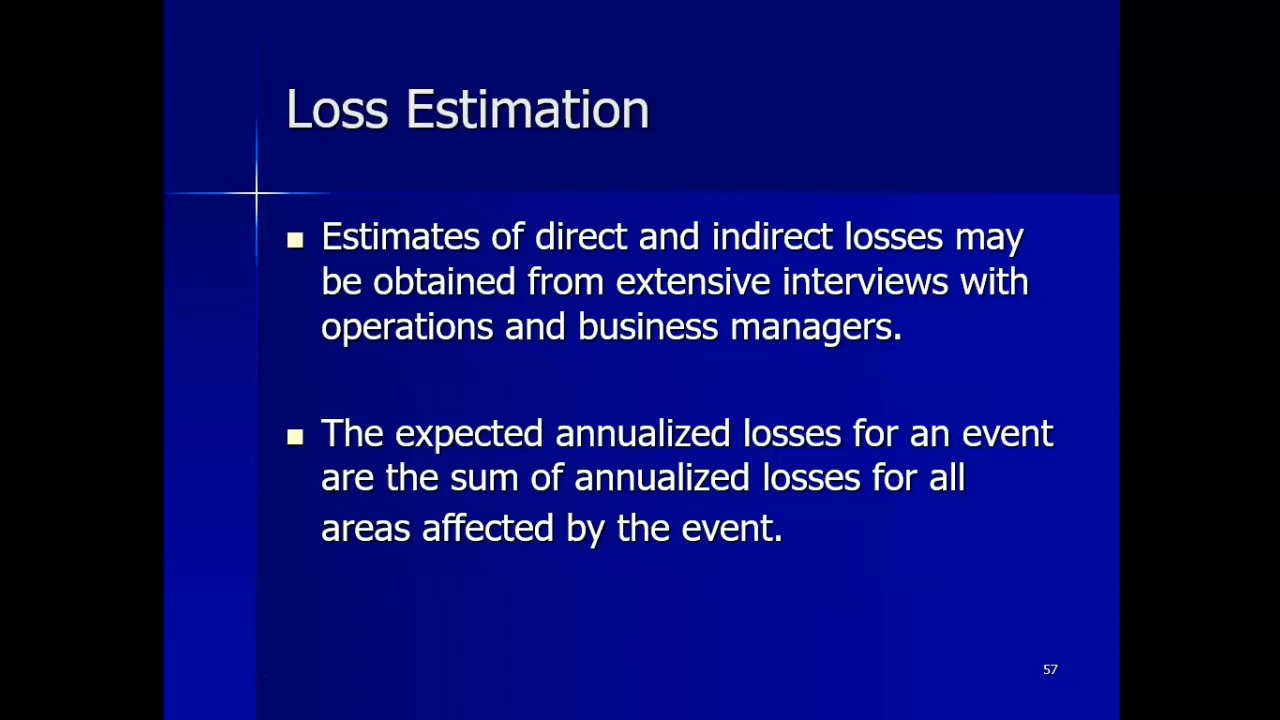 Loss Estimation
Estimates of direct and indirect losses may
be obtained from extensive interviews with
operations and business managers.
The expected annualized losses for an event
are the sum of annualized losses for all
areas affected by the event.
57